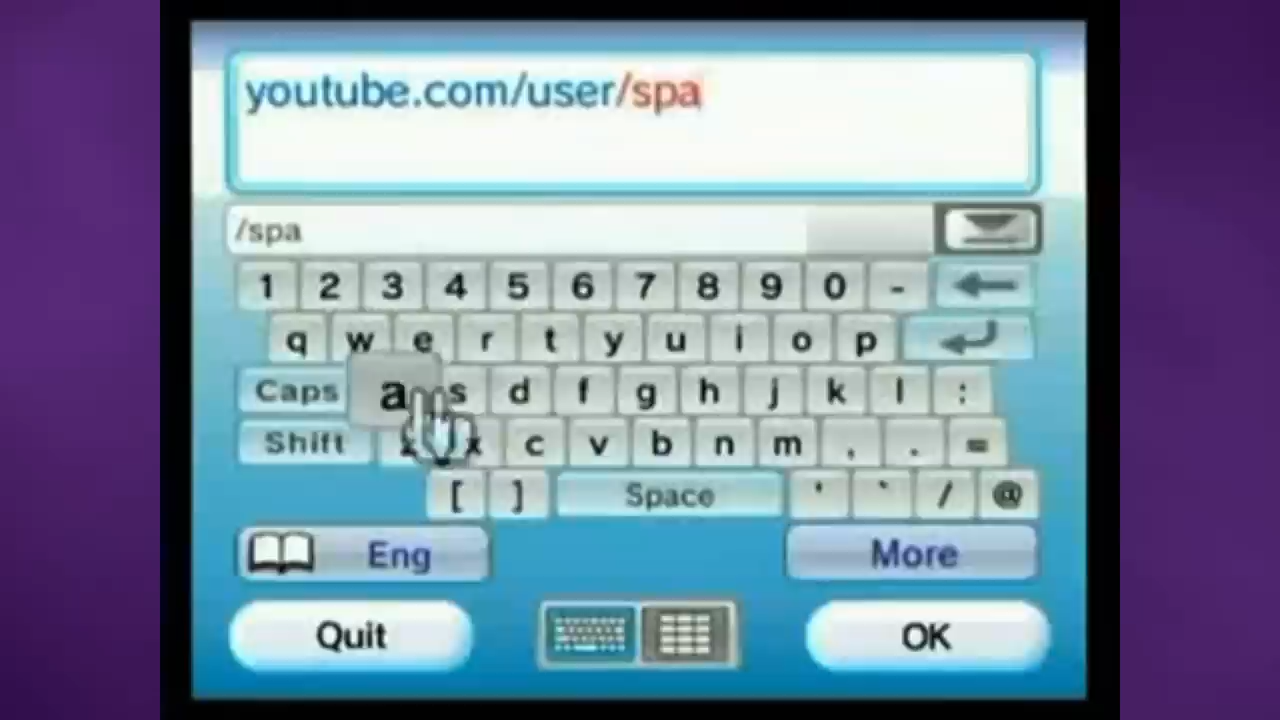 youtube.com/user/spa
/spa
1 2 3 4 5 6 7 8 9 0 -
q w e r t y u i o p
Caps a s d f g h j k l :
Shift z x c v b n m , . =
[ ] Space ' ` / @
Eng More
Quit OK